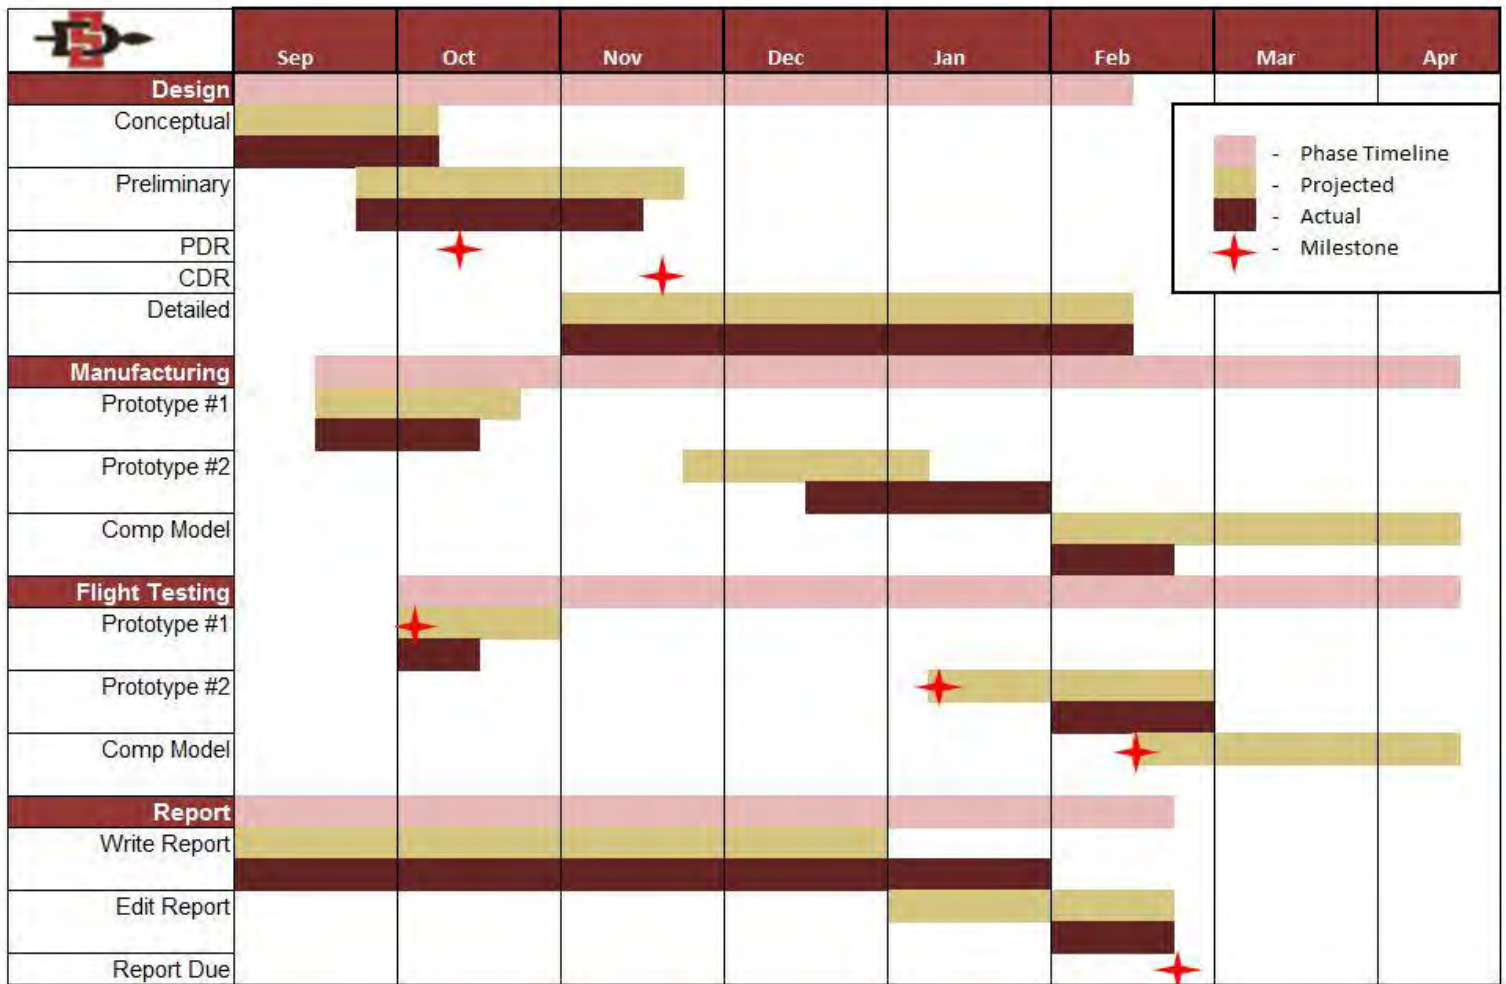 Sep Oct Nov Dec Jan Feb Mar Apr
Design
Conceptual
- Phase Timeline
- Projected
Preliminary
- Actual
PDR
- Milestone
CDR
Detailed
Manufacturing
Prototype #1
Prototype #2
Comp Model
Flight Testing
Prototype #1
Prototype #2
Comp Model
Report
Write Report
Edit Report
Report Due